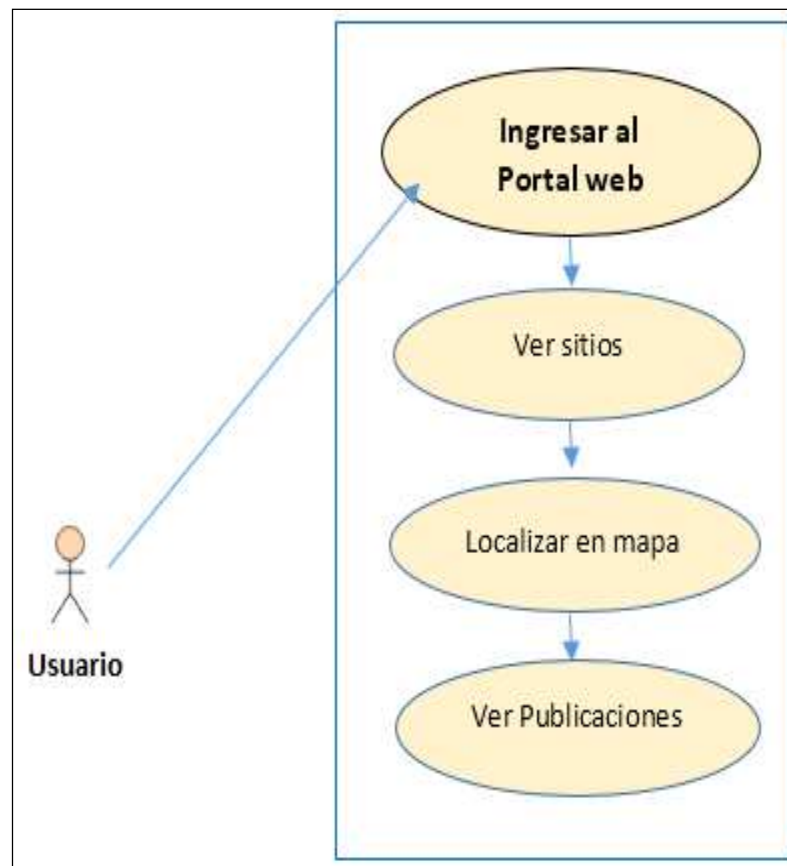 Ingresar al
Portal web
Ver sitios
Localizar en mapa
Usuario
Ver Publicaciones